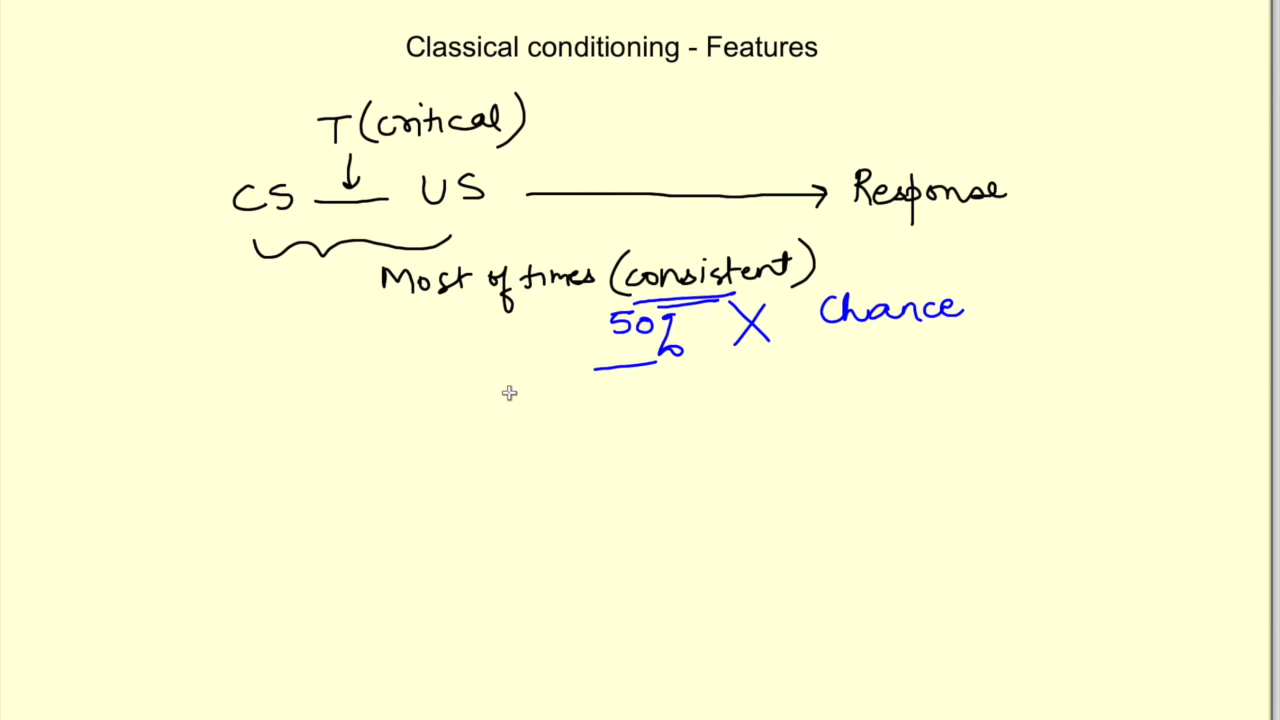 Classical conditioning - Features
T (critical)
CS US Response
Most of times (consistent)
50% X Chance